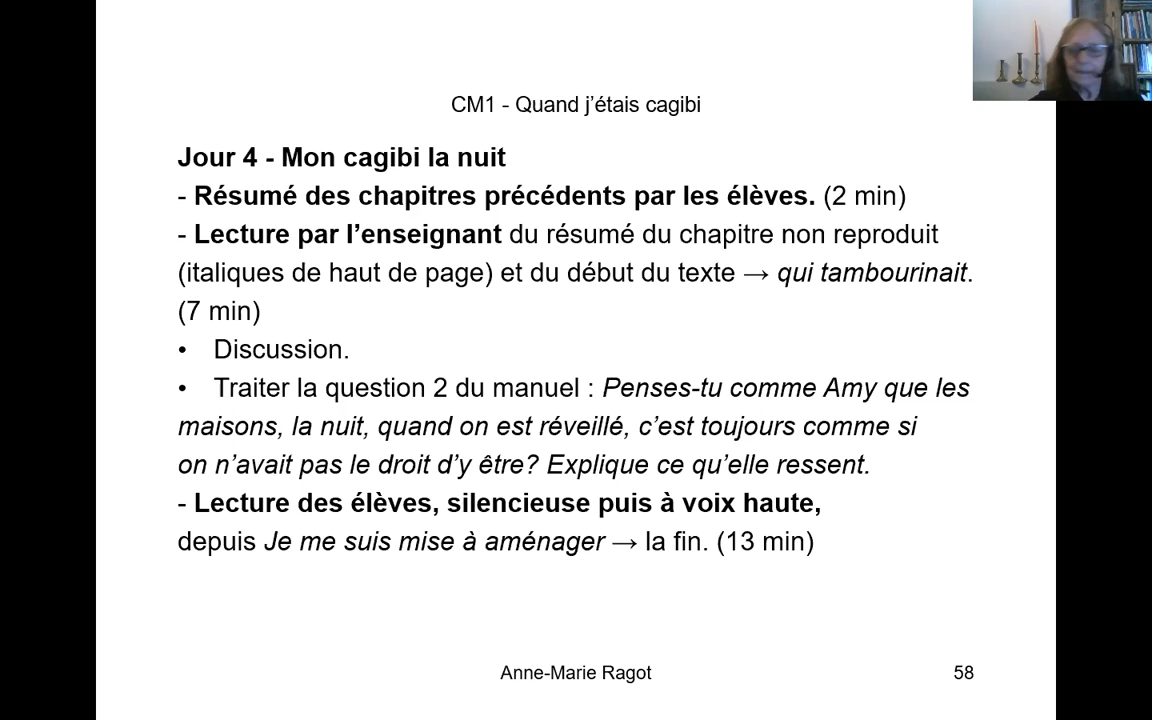 CM1 - Quand j’étais cagibi
Jour 4 - Mon cagibi la nuit
- Résumé des chapitres précédents par les élèves. (2 min)
- Lecture par l’enseignant du résumé du chapitre non reproduit
(italiques de haut de page) et du début du texte → qui tambourinait.
(7 min)
• Discussion.
• Traiter la question 2 du manuel : Penses-tu comme Amy que les
maisons, la nuit, quand on est réveillé, c’est toujours comme si
on n’avait pas le droit d’y être? Explique ce qu’elle ressent.
- Lecture des élèves, silencieuse puis à voix haute,
depuis Je me suis mise à aménager → la fin. (13 min)
Anne-Marie Ragot
58